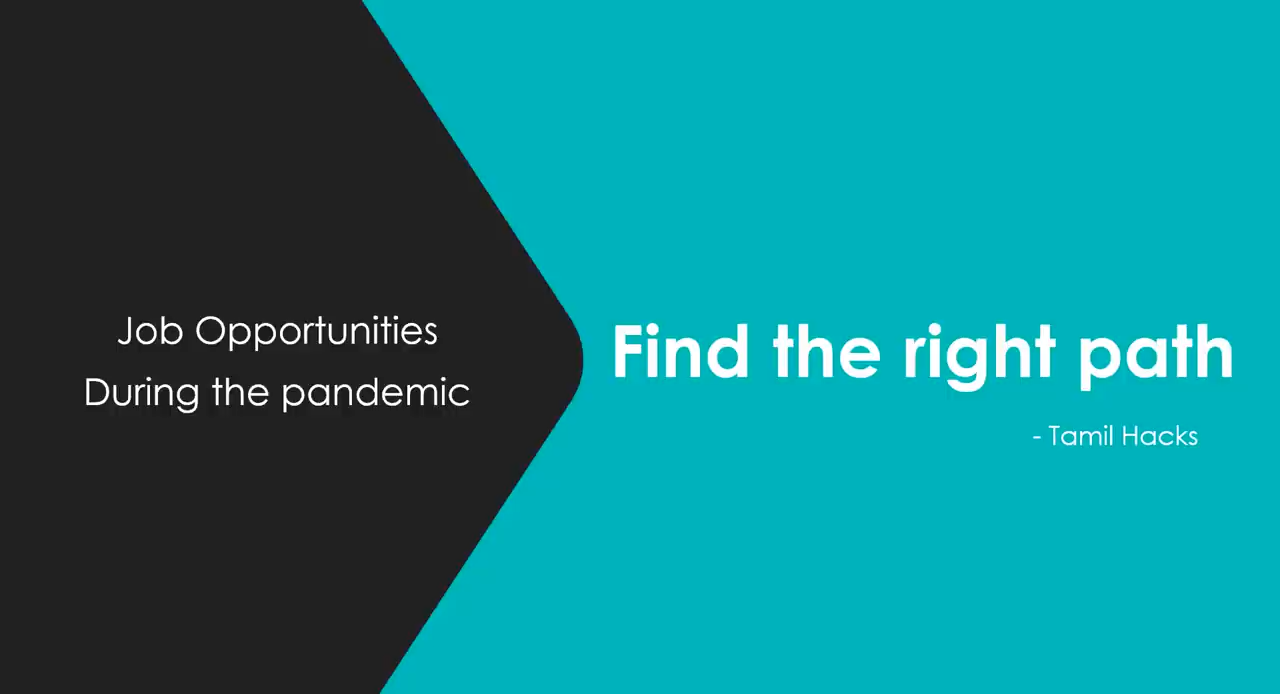 Job Opportunities
During the pandemic
Find the right path
- Tamil Hacks